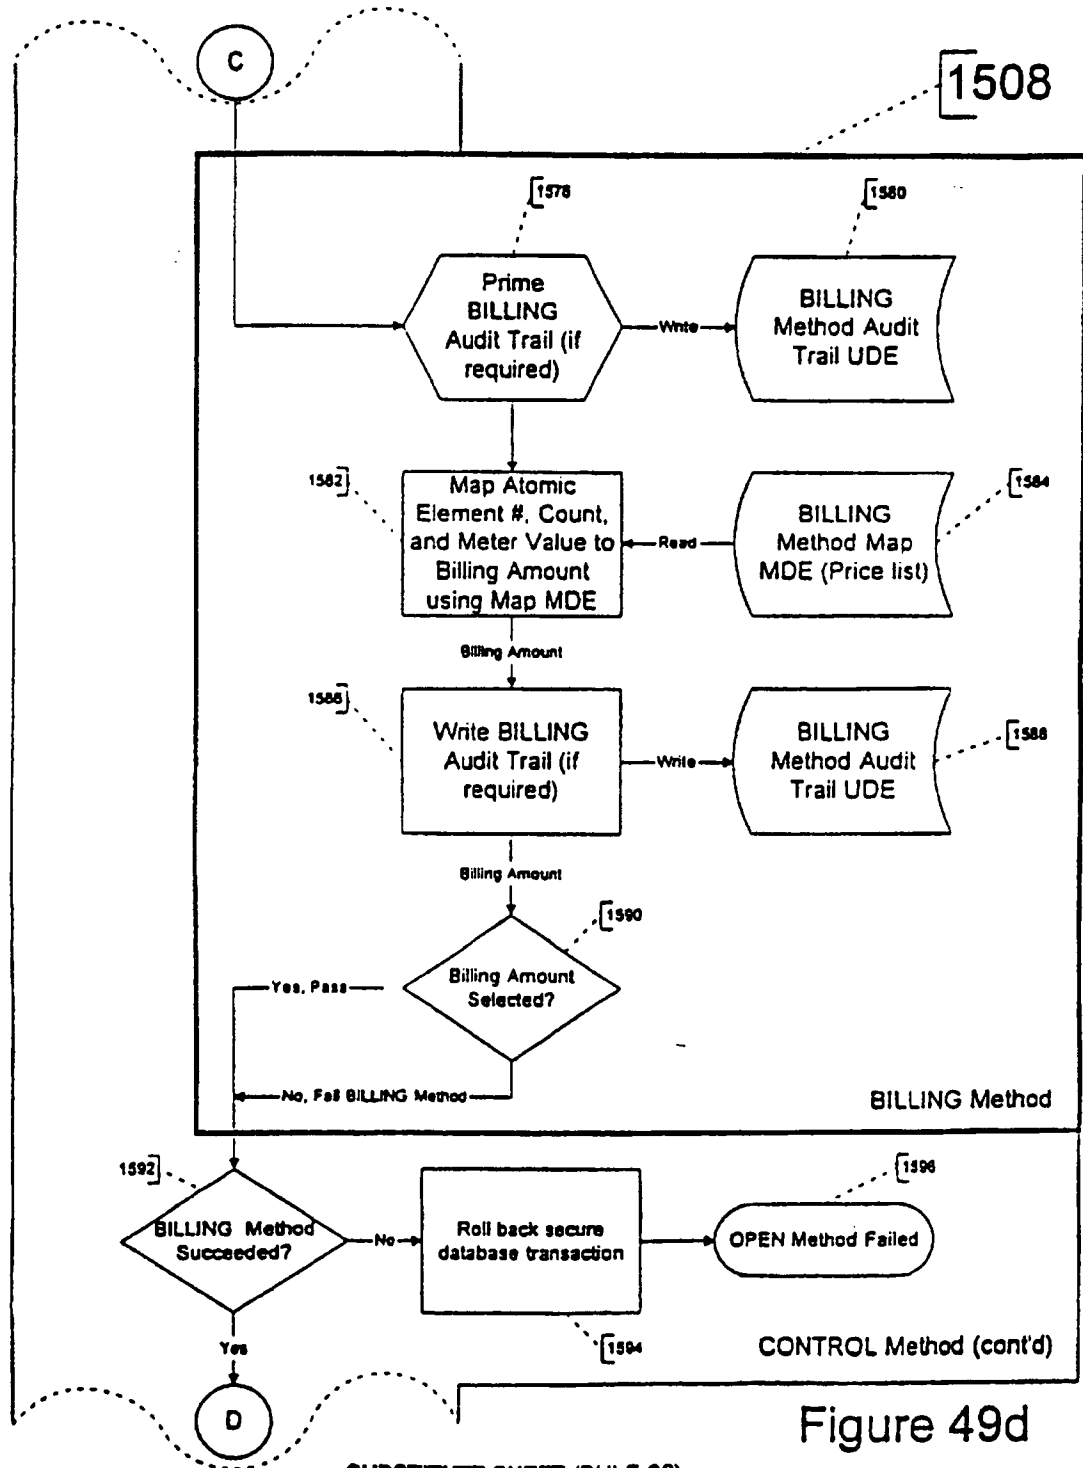 C
1508
1578
1580
Prime
BILLING
Audit Trail (if
required)
Write
BILLING
Method Audit
Trail UDE
1582
1584
Map Atomic
Element #, Count,
and Meter Value to
Billing Amount
using Map MDE
Read
BILLING
Method Map
MDE (Price list)
Billing Amount
1586
1588
Write BILLING
Audit Trail (if
required)
Write
BILLING
Method Audit
Trail UDE
Billing Amount
1590
Billing Amount
Selected?
Yes, Pass
No, Fail BILLING Method
BILLING Method
1592
1596
BILLING Method
Succeeded?
No
Roll back secure
database transaction
OPEN Method Failed
Yes
1594
CONTROL Method (cont'd)
D
Figure 49d